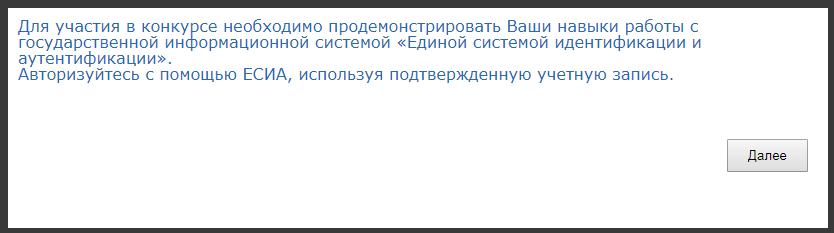 Для участия в конкурсе необходимо продемонстрировать Ваши навыки работы с
государственной информационной системой «Единой системой идентификации и
аутентификации».
Авторизуйтесь с помощью ЕСИА, используя подтвержденную учетную запись.
Далее